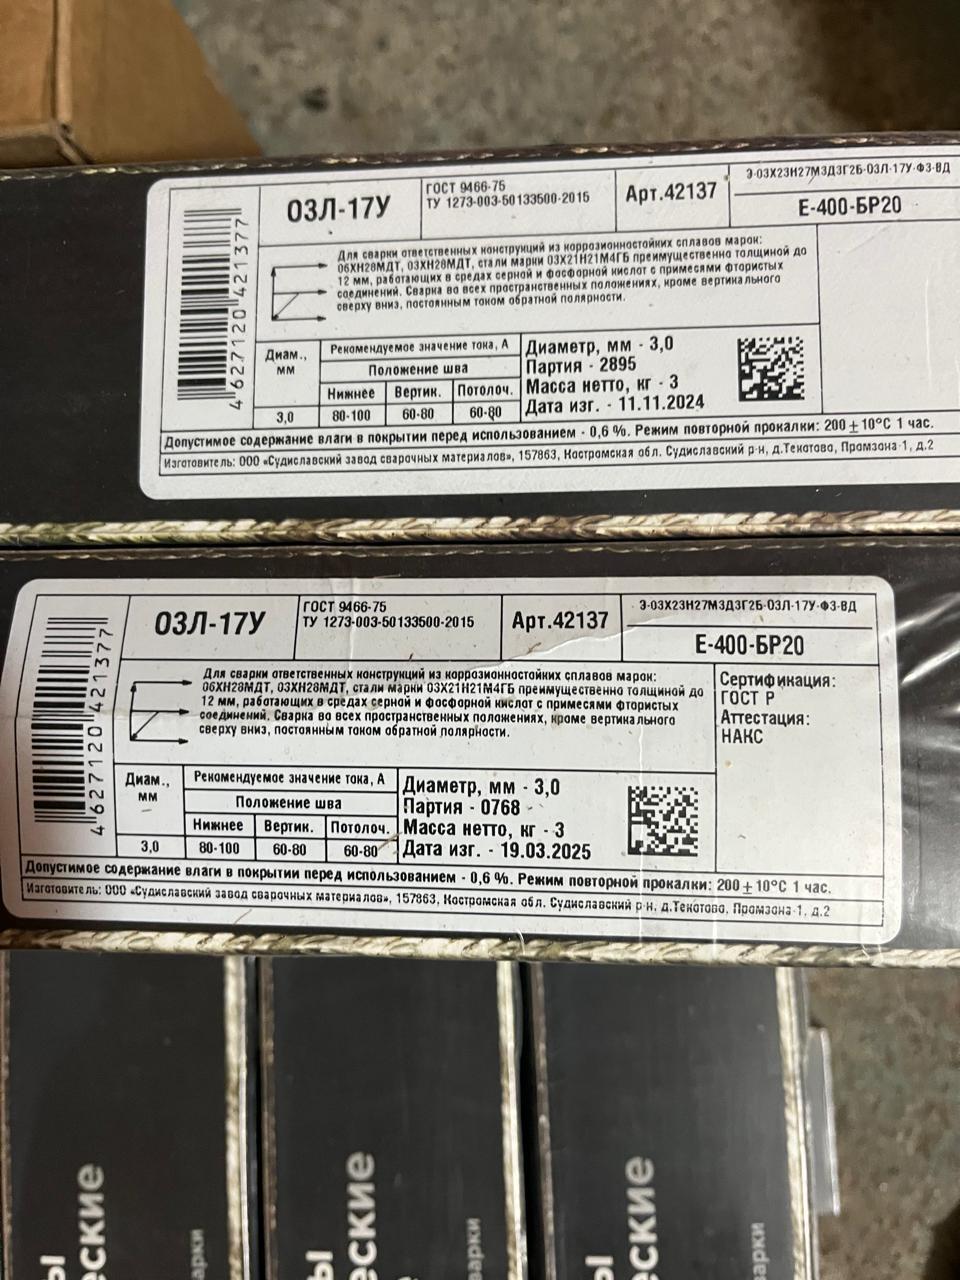 4627120421377
ОЗЛ-17У
ГОСТ 9466-75
ТУ 1273-003-50133500-2015
Арт.42137
Э-03Х23Н27М3Д3Г2Б-ОЗЛ-17У-Ф3-ВД
Е-400-БР20
Для сварки ответственных конструкций из коррозионностойких сплавов марок:
06ХН28МДТ, 03ХН28МДТ, стали марки 03Х21Н21М4ГБ преимущественно толщиной до
12 мм, работающих в средах серной и фосфорной кислот с примесями фтористых
соединений. Сварка во всех пространственных положениях, кроме вертикального
сверху вниз, постоянным током обратной полярности.
Диам.,
мм
Рекомендуемое значение тока, А
Положение шва
Нижнее Вертик. Потолоч.
3,0 80-100 60-80 60-80
Диаметр, мм - 3,0
Партия - 2895
Масса нетто, кг - 3
Дата изг. - 11.11.2024
Допустимое содержание влаги в покрытии перед использованием - 0,6 %. Режим повторной прокалки: 200±10°С 1 час.
Изготовитель: ООО «Судиславский завод сварочных материалов», 157863, Костромская обл. Судиславский р-н, д.Текотово, Промзона-1, д.2
4627120421377
ОЗЛ-17У
ГОСТ 9466-75
ТУ 1273-003-50133500-2015
Арт.42137
Э-03Х23Н27М3Д3Г2Б-ОЗЛ-17У-Ф3-ВД
Е-400-БР20
Для сварки ответственных конструкций из коррозионностойких сплавов марок:
06ХН28МДТ, 03ХН28МДТ, стали марки 03Х21Н21М4ГБ преимущественно толщиной до
12 мм, работающих в средах серной и фосфорной кислот с примесями фтористых
соединений. Сварка во всех пространственных положениях, кроме вертикального
сверху вниз, постоянным током обратной полярности.
Сертификация:
ГОСТ Р
Аттестация:
НАКС
Диам.,
мм
Рекомендуемое значение тока, А
Положение шва
Нижнее Вертик. Потолоч.
3,0 80-100 60-80 60-80
Диаметр, мм - 3,0
Партия - 0768
Масса нетто, кг - 3
Дата изг. - 19.03.2025
Допустимое содержание влаги в покрытии перед использованием - 0,6 %. Режим повторной прокалки: 200±10°С 1 час.
Изготовитель: ООО «Судиславский завод сварочных материалов», 157863, Костромская обл. Судиславский р-н, д.Текотово, Промзона-1, д.2
ы
еские
арки
ы
еские
варки
ы
еские
варки